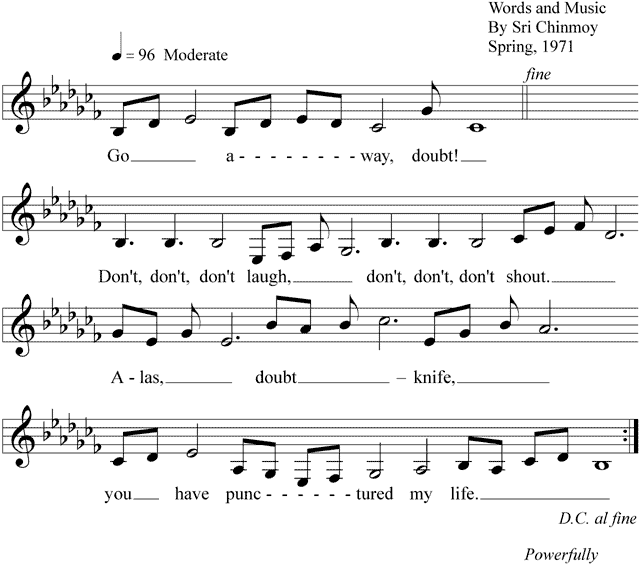 Words and Music
By Sri Chinmoy
Spring, 1971
= 96 Moderate
fine
Go a - - - - - - - - way, doubt!
Don't, don't, don't laugh, don't, don't, don't shout.
A - las, doubt – knife,
you have punc - - - - - - tured my life.
D.C. al fine
Powerfully